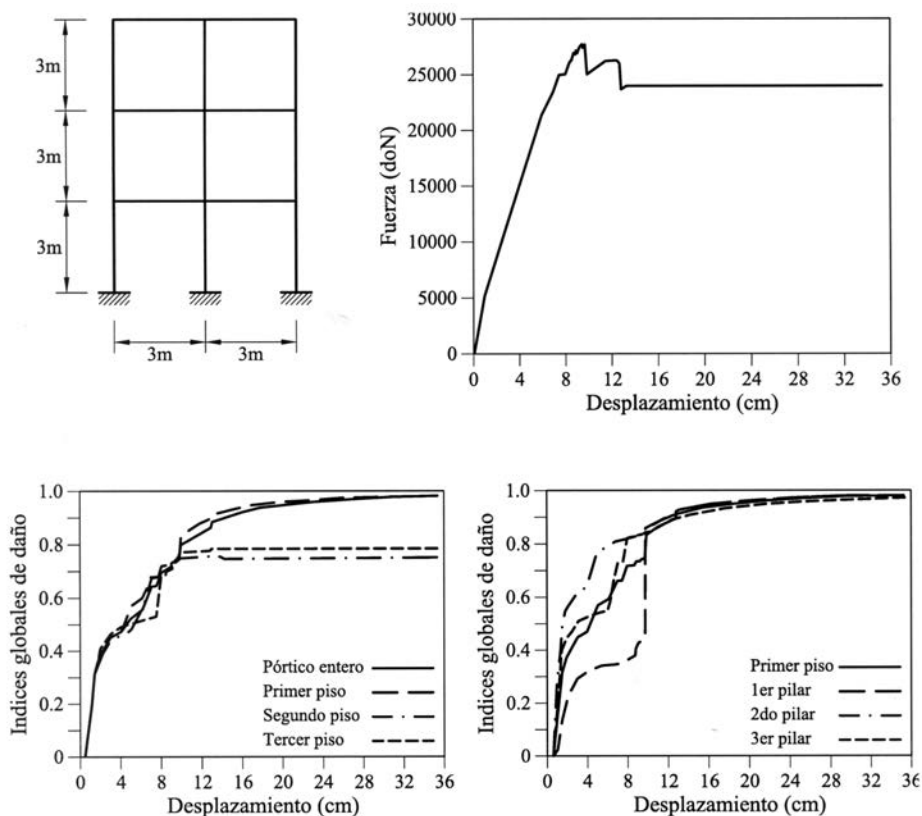 3m
3m
3m
3m
3m
Fuerza (doN)
30000
25000
20000
15000
10000
5000
0
0 4 8 12 16 20 24 28 32 36
Desplazamiento (cm)
Indices globales de daño
1.0
0.8
0.6
0.4
0.2
0
Pórtico entero
Primer piso
Segundo piso
Tercer piso
0 4 8 12 16 20 24 28 32 36
Desplazamiento (cm)
Indices globales de daño
1.0
0.8
0.6
0.4
0.2
0
Primer piso
1er pilar
2do pilar
3er pilar
0 4 8 12 16 20 24 28 32 36
Desplazamiento (cm)